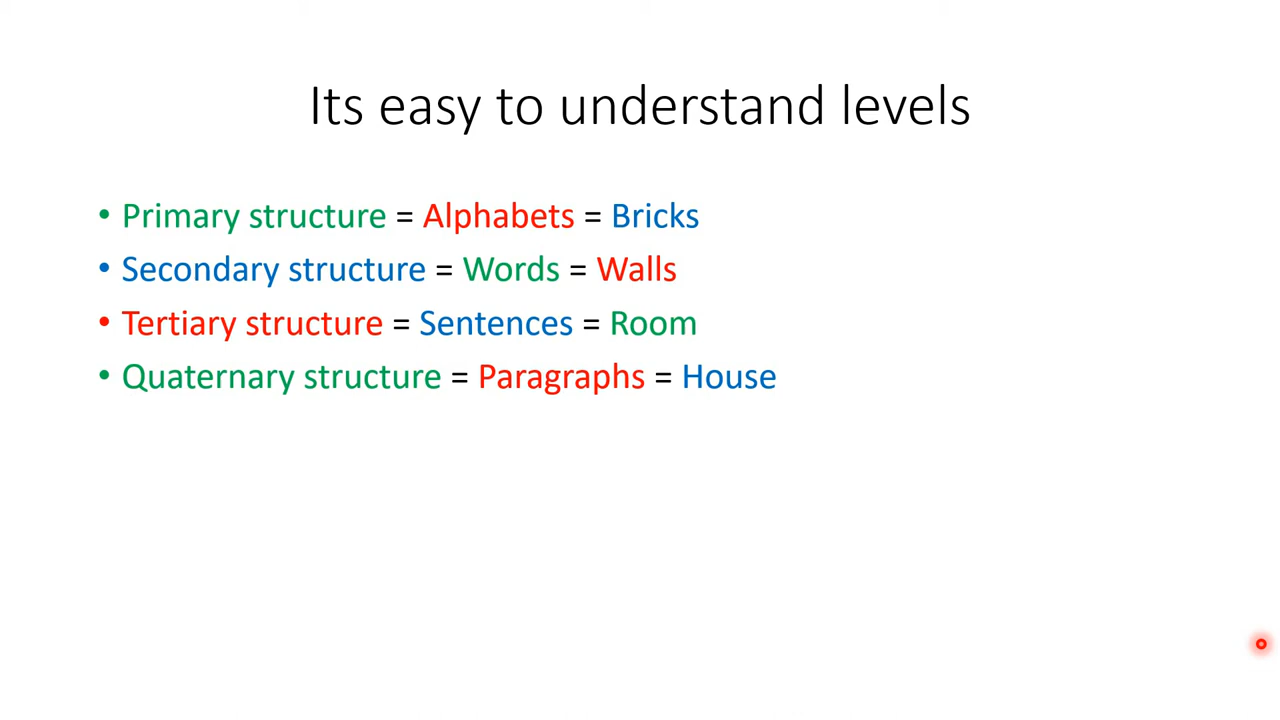 Its easy to understand levels
• Primary structure = Alphabets = Bricks
• Secondary structure = Words = Walls
• Tertiary structure = Sentences = Room
• Quaternary structure = Paragraphs = House